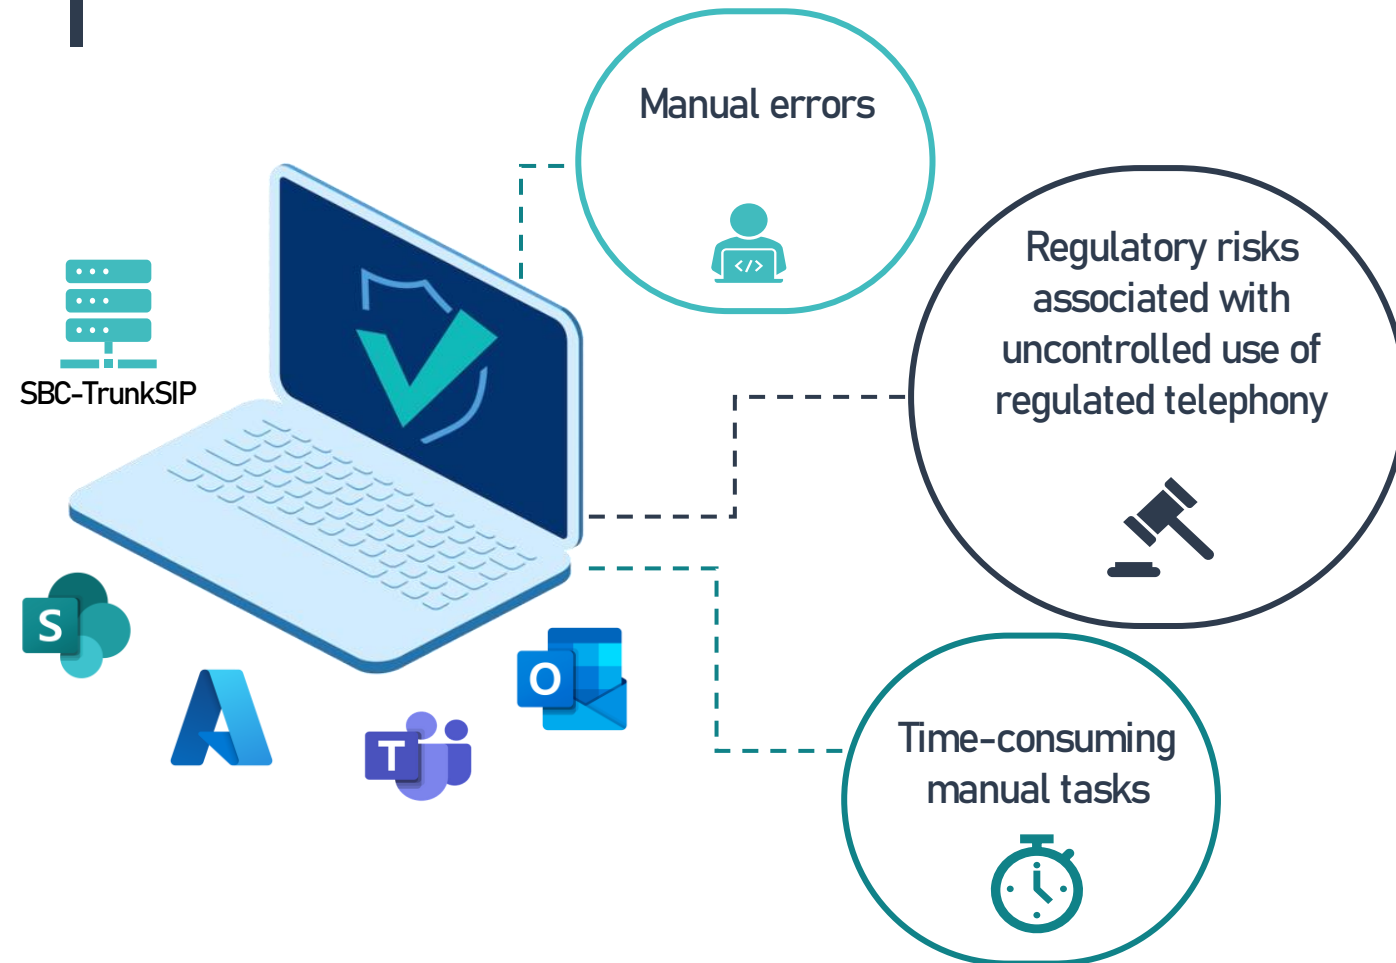 Manual errors
</>
Regulatory risks
associated with
uncontrolled use of
regulated telephony
SBC-TrunkSIP
S
O
T
Time-consuming
manual tasks